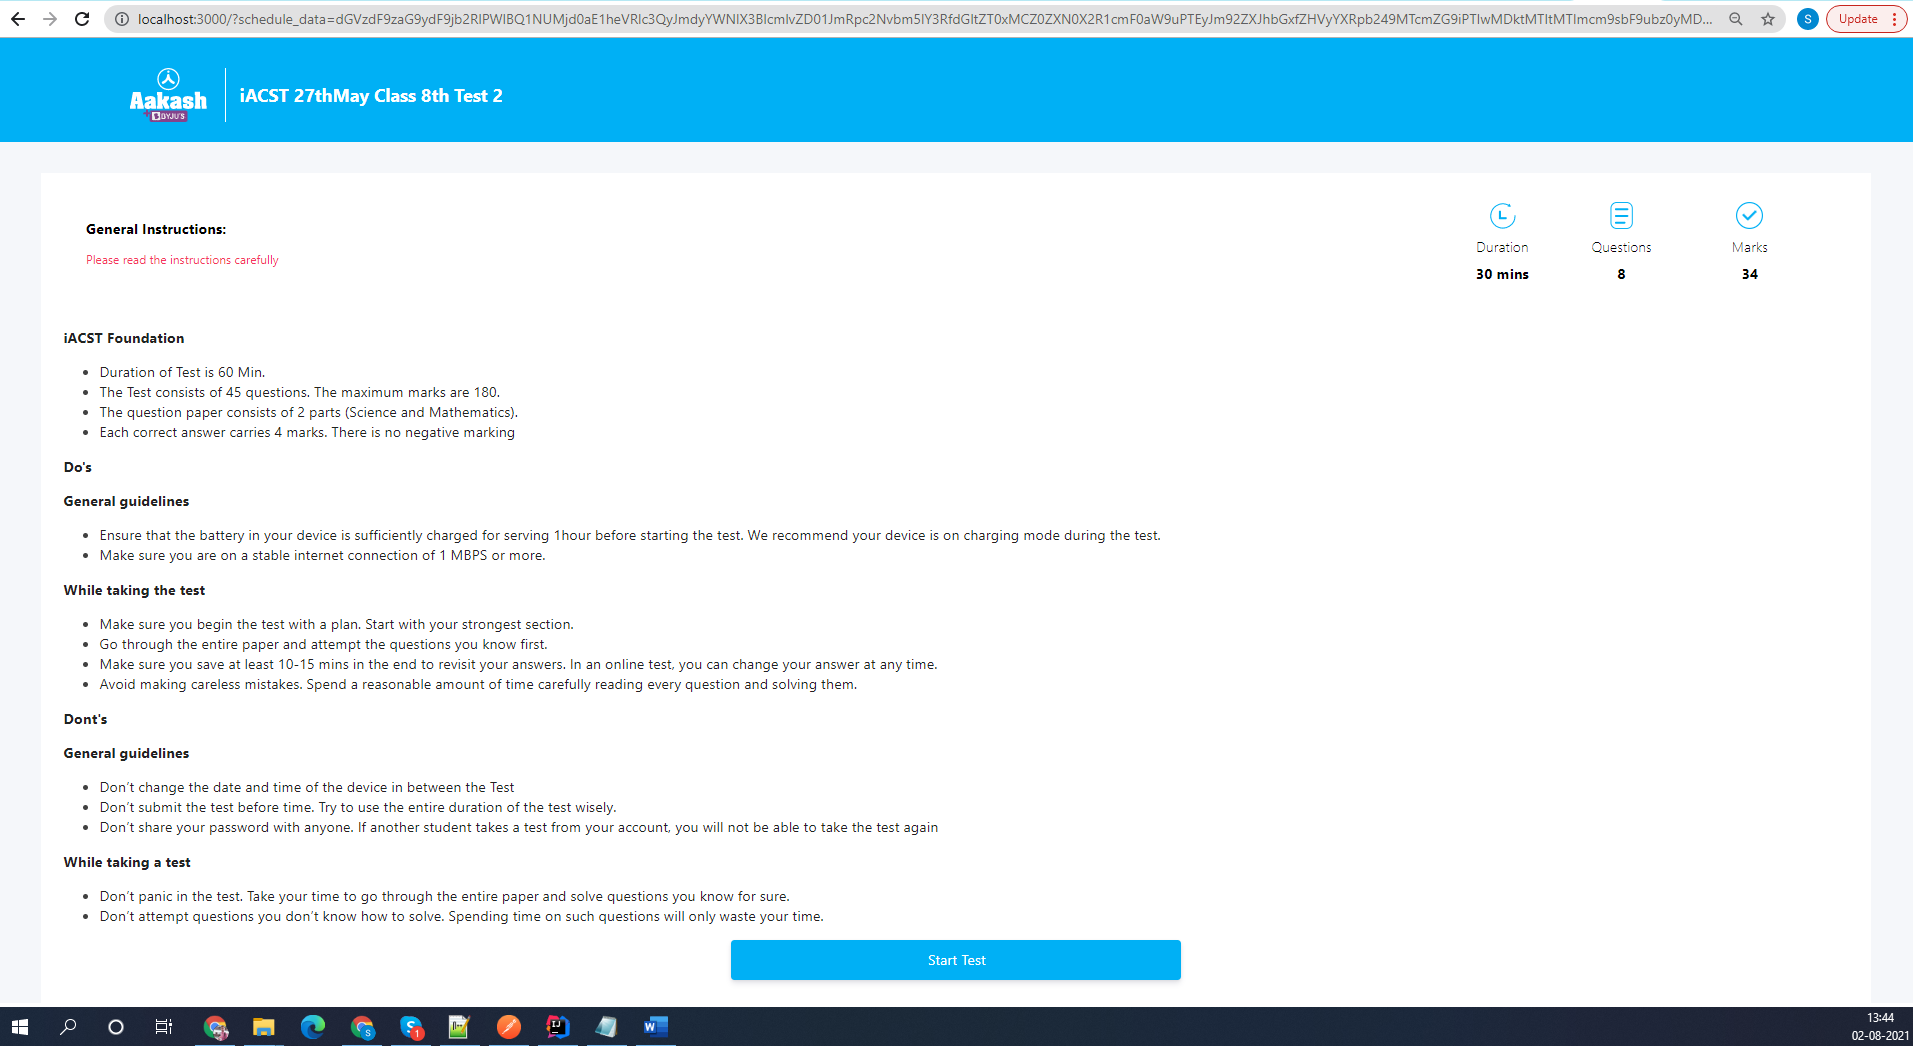 localhost:3000/?schedule_data=
S
Update
Aakash
BYJU'S
iACST 27thMay Class 8th Test 2
General Instructions:
Please read the instructions carefully
Duration
30 mins
Questions
8
Marks
34
iACST Foundation
Duration of Test is 60 Min.
The Test consists of 45 questions. The maximum marks are 180.
The question paper consists of 2 parts (Science and Mathematics).
Each correct answer carries 4 marks. There is no negative marking
Do's
General guidelines
Ensure that the battery in your device is sufficiently charged for serving 1hour before starting the test. We recommend your device is on charging mode during the test.
Make sure you are on a stable internet connection of 1 MBPS or more.
While taking the test
Make sure you begin the test with a plan. Start with your strongest section.
Go through the entire paper and attempt the questions you know first.
Make sure you save at least 10-15 mins in the end to revisit your answers. In an online test, you can change your answer at any time.
Avoid making careless mistakes. Spend a reasonable amount of time carefully reading every question and solving them.
Dont's
General guidelines
Don’t change the date and time of the device in between the Test
Don’t submit the test before time. Try to use the entire duration of the test wisely.
Don’t share your password with anyone. If another student takes a test from your account, you will not be able to take the test again
While taking a test
Don’t panic in the test. Take your time to go through the entire paper and solve questions you know for sure.
Don’t attempt questions you don’t know how to solve. Spending time on such questions will only waste your time.
Start Test
13:44
02-08-2021